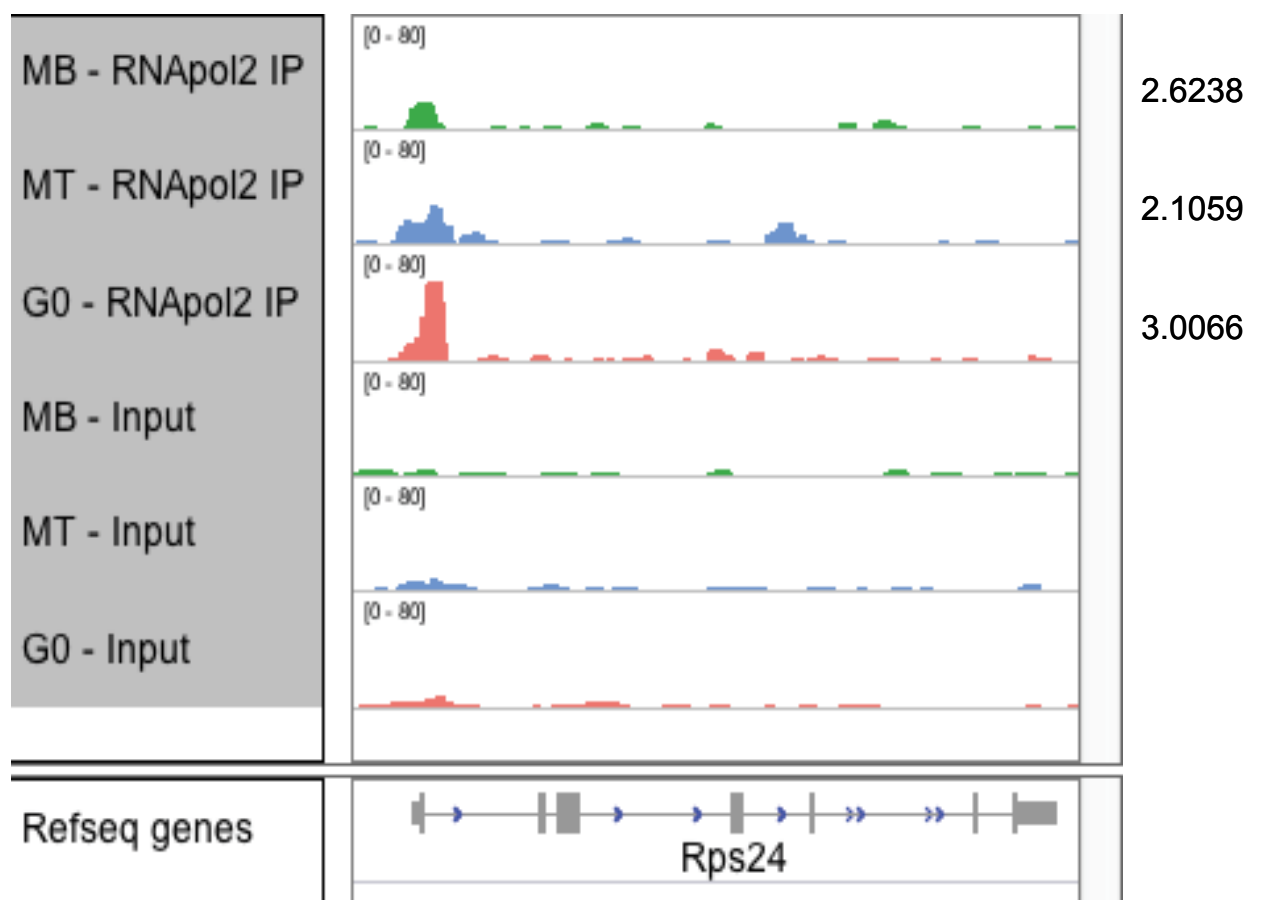 [0 - 80]
MB - RNApol2 IP
2.6238
[0 - 80]
MT - RNApol2 IP
2.1059
[0 - 80]
G0 - RNApol2 IP
3.0066
[0 - 80]
MB - Input
[0 - 80]
MT - Input
[0 - 80]
G0 - Input
Refseq genes
Rps24